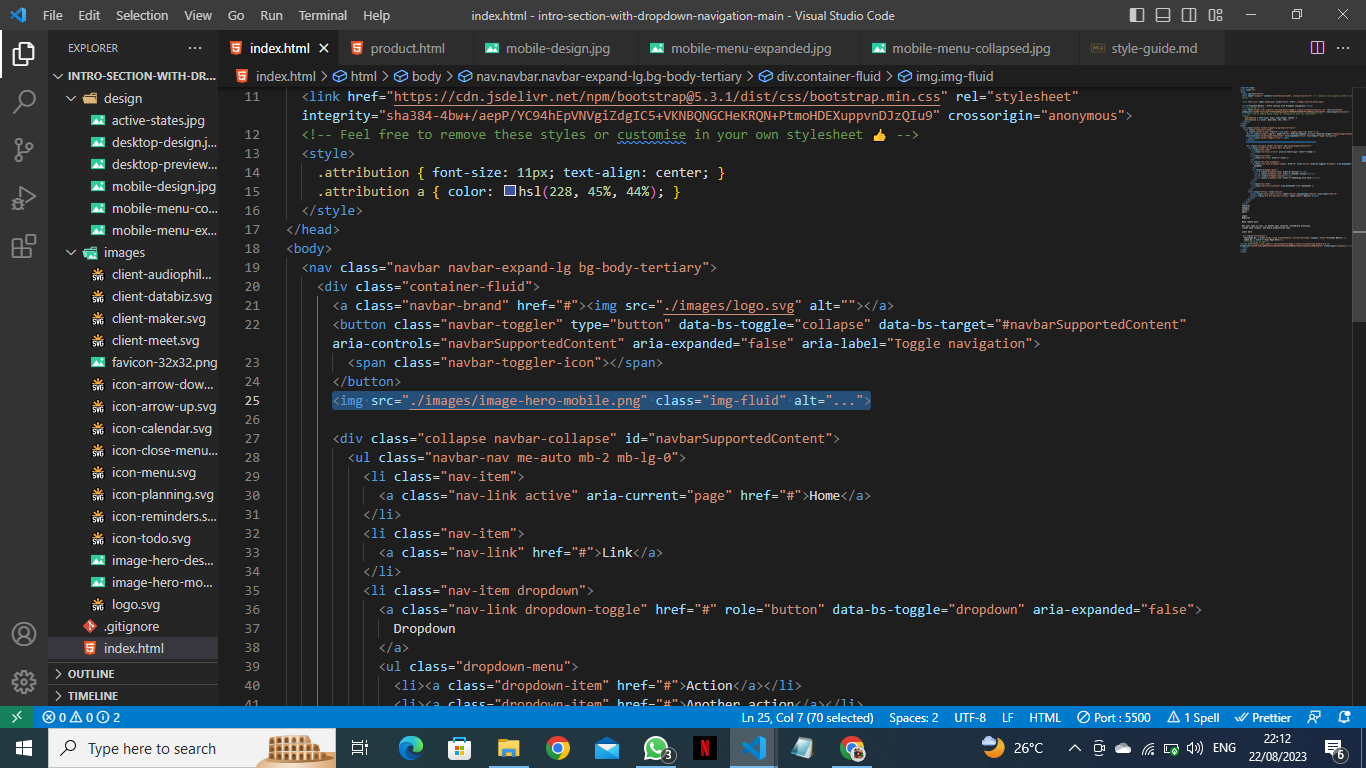 File Edit Selection View Go Run Terminal Help index.html - intro-section-with-dropdown-navigation-main - Visual Studio Code
EXPLORER
INTRO-SECTION-WITH-DR...
design
active-states.jpg
desktop-design.j...
desktop-preview...
mobile-design.jpg
mobile-menu-co...
mobile-menu-ex...
images
client-audiophil...
client-databiz.svg
client-maker.svg
client-meet.svg
favicon-32x32.png
icon-arrow-dow...
icon-arrow-up.svg
icon-calendar.svg
icon-close-menu...
icon-menu.svg
icon-planning.svg
icon-reminders.s...
icon-todo.svg
image-hero-des...
image-hero-mo...
logo.svg
.gitignore
index.html
OUTLINE
TIMELINE
index.html product.html mobile-design.jpg mobile-menu-expanded.jpg mobile-menu-collapsed.jpg style-guide.md
index.html > html > body > nav.navbar.navbar-expand-lg.bg-body-tertiary > div.container-fluid > img.img-fluid
11 <link href="https://cdn.jsdelivr.net/npm/bootstrap@5.3.1/dist/css/bootstrap.min.css" rel="stylesheet"
integrity="sha384-4bw+/aepP/YC94hEpVNVgiZdgIC5+VKNBQNGCHeKRQN+PtmoHDEXuppvnDJzQIu9" crossorigin="anonymous">
12 <!-- Feel free to remove these styles or customise in your own stylesheet 👍 -->
13 <style>
14 .attribution { font-size: 11px; text-align: center; }
15 .attribution a { color: hsl(228, 45%, 44%); }
16 </style>
17 </head>
18 <body>
19 <nav class="navbar navbar-expand-lg bg-body-tertiary">
20 <div class="container-fluid">
21 <a class="navbar-brand" href="#"><img src="./images/logo.svg" alt=""></a>
22 <button class="navbar-toggler" type="button" data-bs-toggle="collapse" data-bs-target="#navbarSupportedContent"
aria-controls="navbarSupportedContent" aria-expanded="false" aria-label="Toggle navigation">
23 <span class="navbar-toggler-icon"></span>
24 </button>
25 <img src="./images/image-hero-mobile.png" class="img-fluid" alt="...">
26
27 <div class="collapse navbar-collapse" id="navbarSupportedContent">
28 <ul class="navbar-nav me-auto mb-2 mb-lg-0">
29 <li class="nav-item">
30 <a class="nav-link active" aria-current="page" href="#">Home</a>
31 </li>
32 <li class="nav-item">
33 <a class="nav-link" href="#">Link</a>
34 </li>
35 <li class="nav-item dropdown">
36 <a class="nav-link dropdown-toggle" href="#" role="button" data-bs-toggle="dropdown" aria-expanded="false">
37 Dropdown
38 </a>
39 <ul class="dropdown-menu">
40 <li><a class="dropdown-item" href="#">Action</a></li>
41 <li><a class="dropdown-item" href="#">Another action</a></li>
0 0 2 Ln 25, Col 7 (70 selected) Spaces: 2 UTF-8 LF HTML Port : 5500 1 Spell Prettier
Type here to search 3 N 26°C ENG 22:12
22/08/2023 6